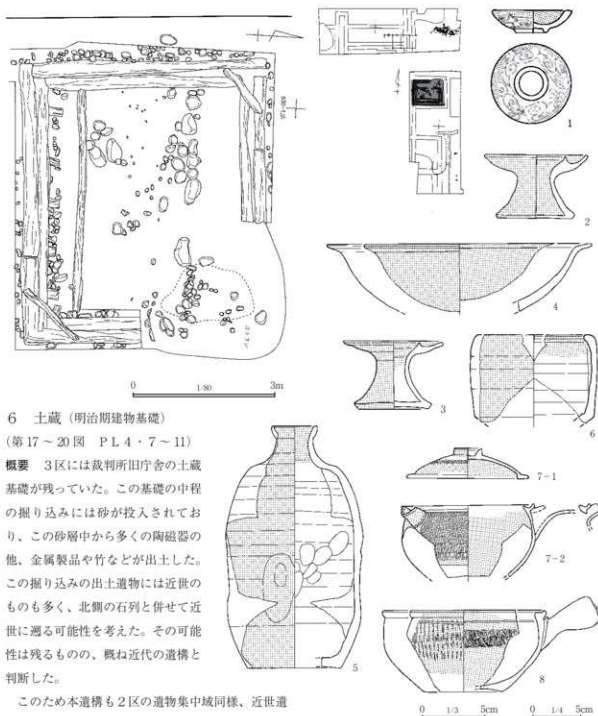 0 1/80 3m
1
2
3
4
5
6
7-1
7-2
8
6 土蔵（明治期建物基礎）
（第17～20図 PL4・7～11）
概要 3区には裁判所旧庁舎の土蔵
基礎が残っていた。この基礎の中程
の掘り込みには砂が投入されてお
り、この砂層中から多くの陶磁器の
他、金属製品や竹などが出土した。
この掘り込みの出土遺物には近世の
ものも多く、北側の石列と併せて近
世に遡る可能性を考えた。その可能
性は残るものの、概ね近代の遺構と
判断した。
このため本遺構も2区の遺物集中域同様、近世遺
0 1/3 5cm
0 1/4 5cm